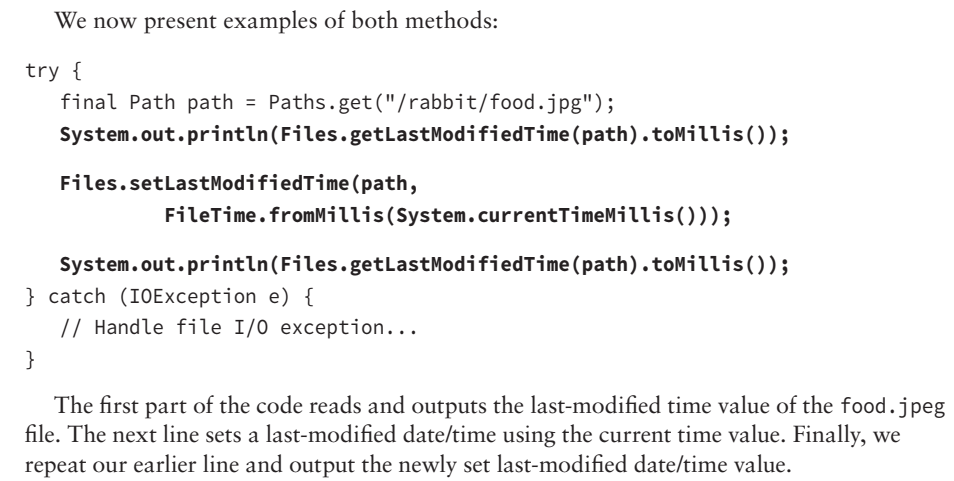 We now present examples of both methods:
try {
final Path path = Paths.get("/rabbit/food.jpg");
System.out.println(Files.getLastModifiedTime(path).toMillis());
Files.setLastModifiedTime(path,
FileTime.fromMillis(System.currentTimeMillis()));
System.out.println(Files.getLastModifiedTime(path).toMillis());
} catch (IOException e) {
// Handle file I/O exception...
}
The first part of the code reads and outputs the last-modified time value of the food.jpeg
file. The next line sets a last-modified date/time using the current time value. Finally, we
repeat our earlier line and output the newly set last-modified date/time value.